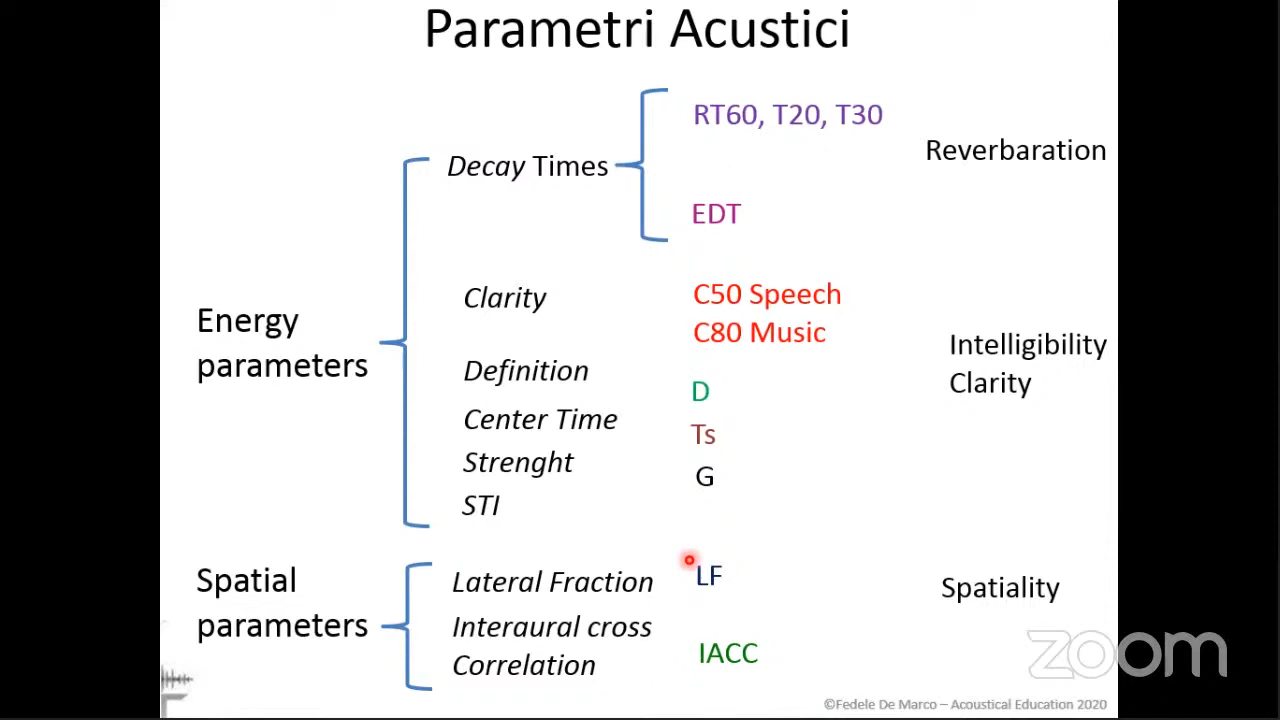 Parametri Acustici
RT60, T20, T30
Reverbaration
Decay Times
EDT
Clarity
C50 Speech
C80 Music
Energy
parameters
Intelligibility
Clarity
Definition
D
Center Time
Ts
Strenght
G
STI
Spatial
parameters
Lateral Fraction
LF
Spatiality
Interaural cross
Correlation
IACC
zoom
©Fedele De Marco – Acoustical Education 2020